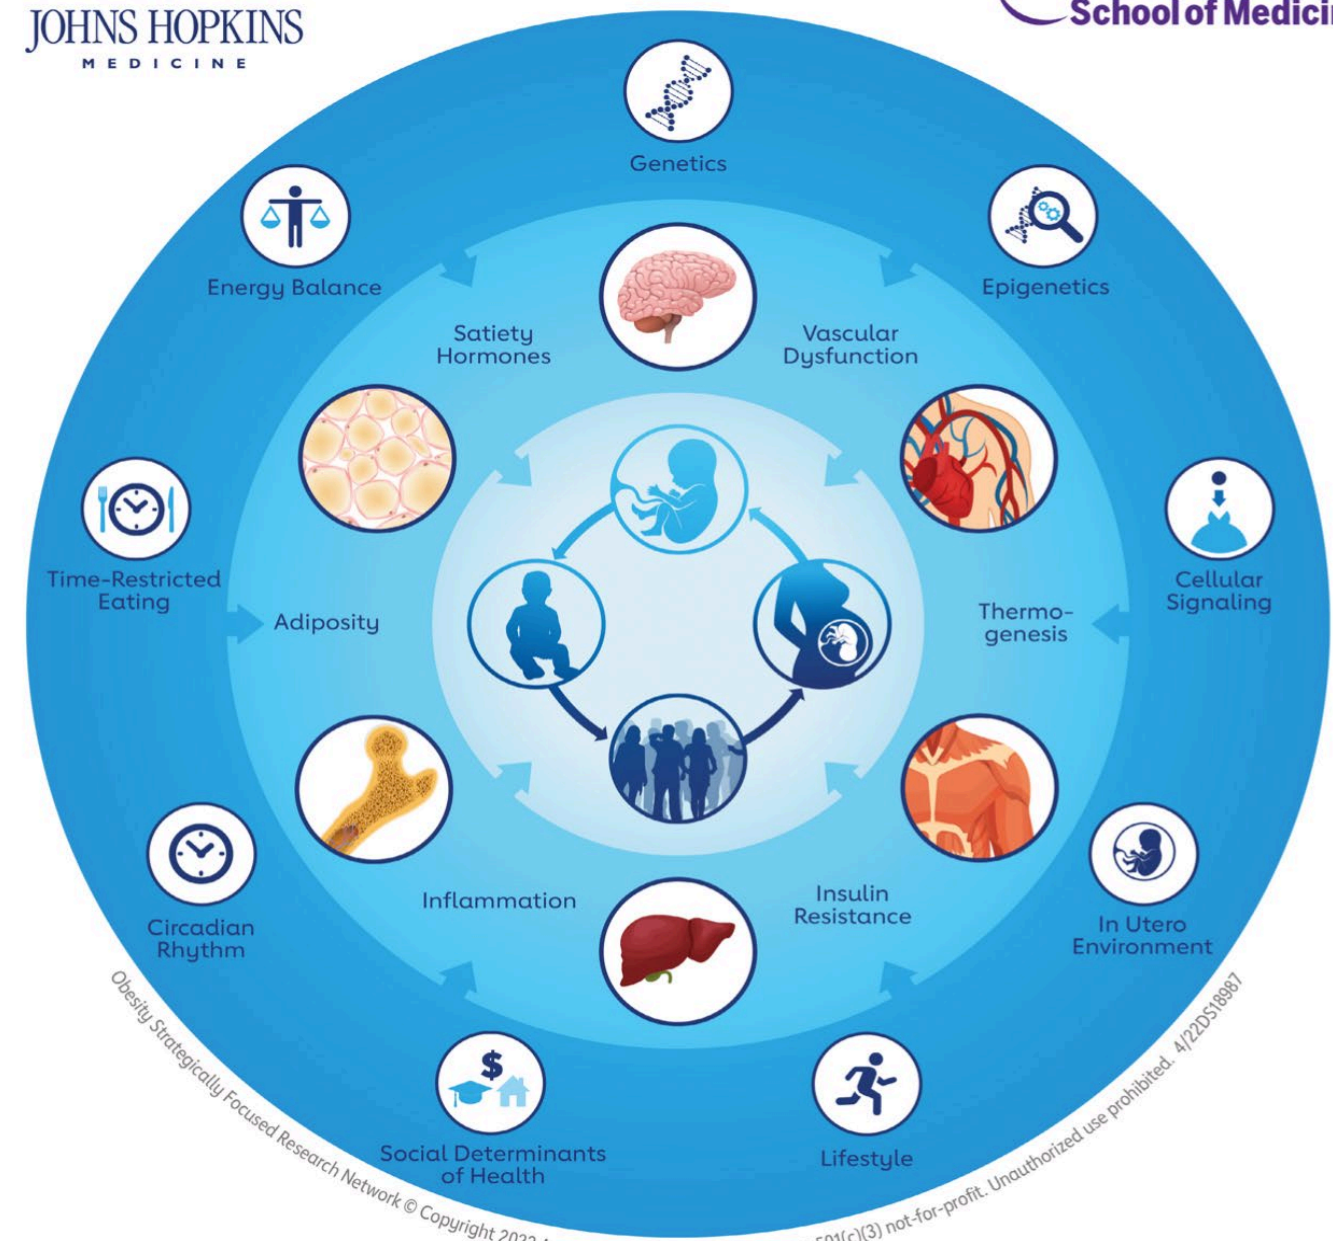 JOHNS HOPKINS
MEDICINE
School of Medici
Genetics
Energy Balance
Epigenetics
Satiety
Hormones
Vascular
Dysfunction
Time-Restricted
Eating
Cellular
Signaling
Adiposity
Thermo-
genesis
Inflammation
Insulin
Resistance
Circadian
Rhythm
In Utero
Environment
$
Social Determinants
of Health
Lifestyle
Obesity Strategically Focused Research Network © Copyright 2022
501(c)(3) not-for-profit. Unauthorized use prohibited. 4/22DS18987